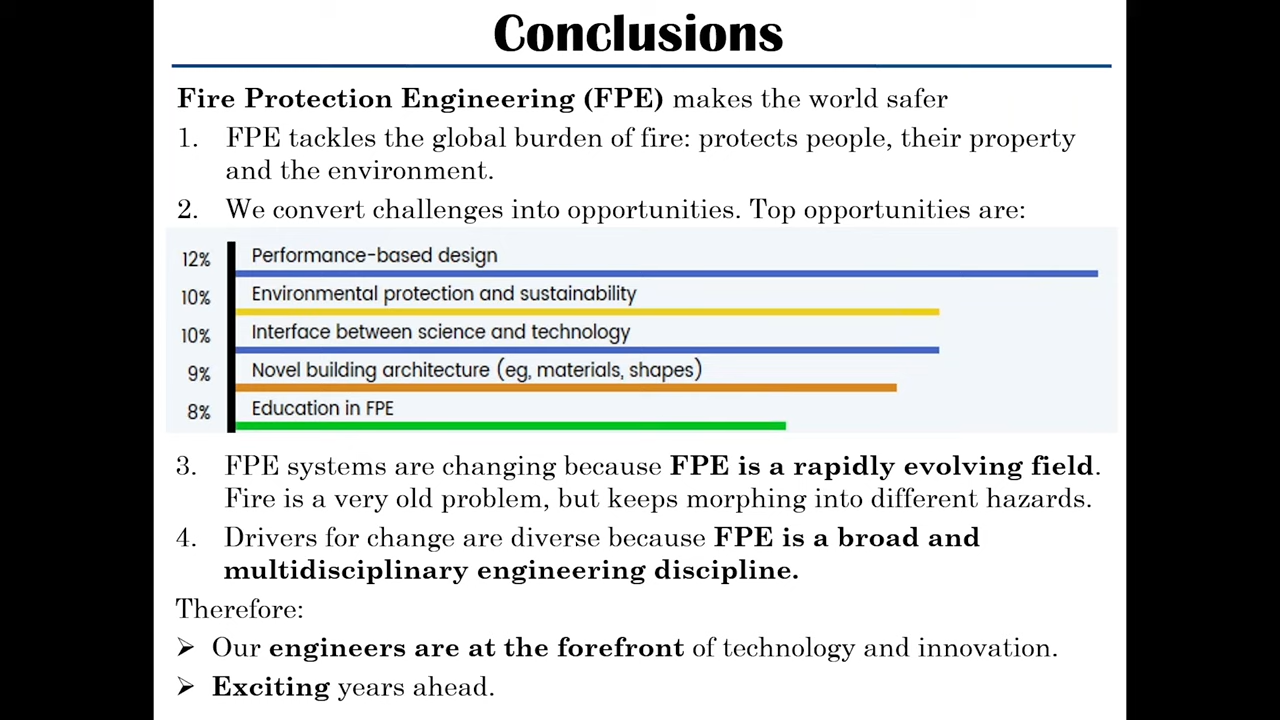 Conclusions
Fire Protection Engineering (FPE) makes the world safer
1. FPE tackles the global burden of fire: protects people, their property
and the environment.
2. We convert challenges into opportunities. Top opportunities are:
12% Performance-based design
10% Environmental protection and sustainability
10% Interface between science and technology
9% Novel building architecture (eg, materials, shapes)
8% Education in FPE
3. FPE systems are changing because FPE is a rapidly evolving field.
Fire is a very old problem, but keeps morphing into different hazards.
4. Drivers for change are diverse because FPE is a broad and
multidisciplinary engineering discipline.
Therefore:
➢ Our engineers are at the forefront of technology and innovation.
➢ Exciting years ahead.